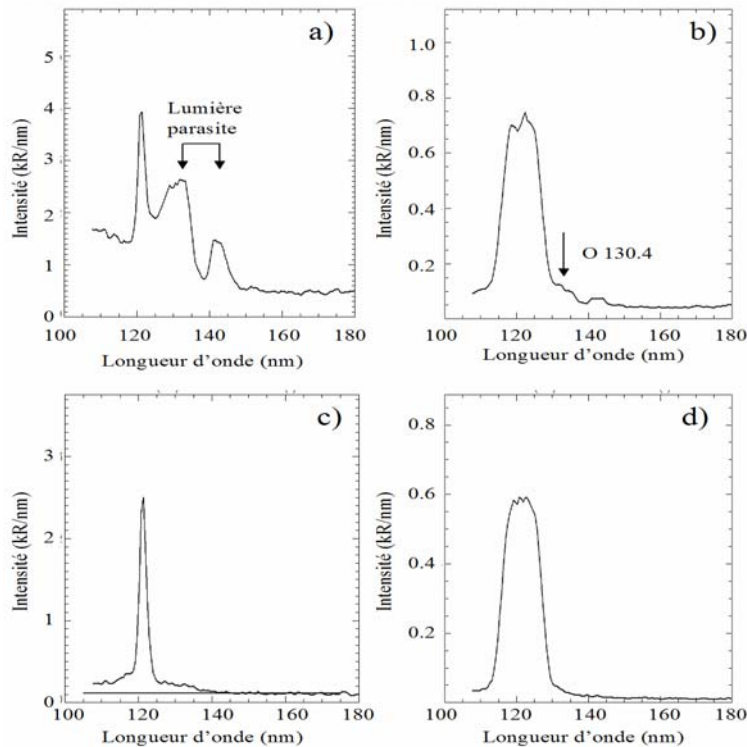 a)
Lumière
parasite
Intensité (kR/nm)
5
4
3
2
1
0
100 120 140 160 180
Longueur d'onde (nm)
b)
O 130.4
Intensité (kR/nm)
1.0
0.8
0.6
0.4
0.2
100 120 140 160 180
Longueur d'onde (nm)
c)
Intensité (kR/nm)
3
2
1
0
100 120 140 160 180
Longueur d'onde (nm)
d)
Intensité (kR/nm)
0.8
0.6
0.4
0.2
100 120 140 160 180
Longueur d'onde (nm)